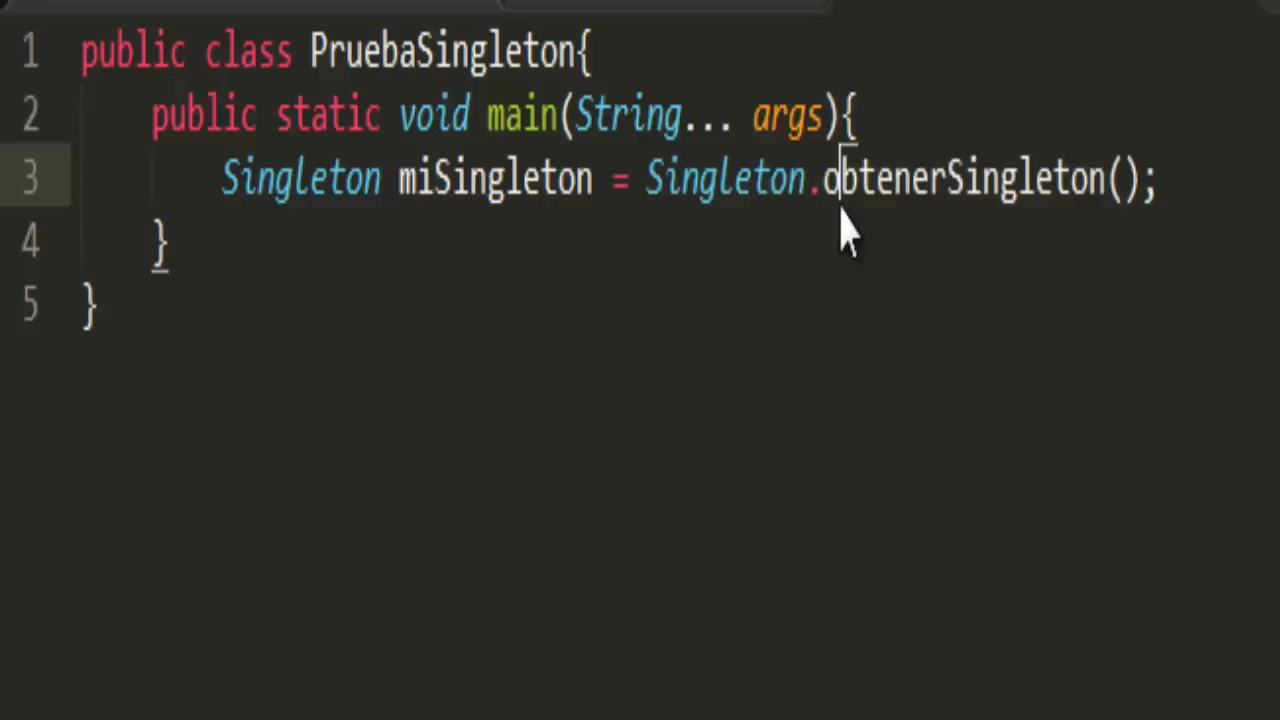 1 public class PruebaSingleton{
2 public static void main(String... args){
3 Singleton miSingleton = Singleton.obtenerSingleton();
4 }
5 }